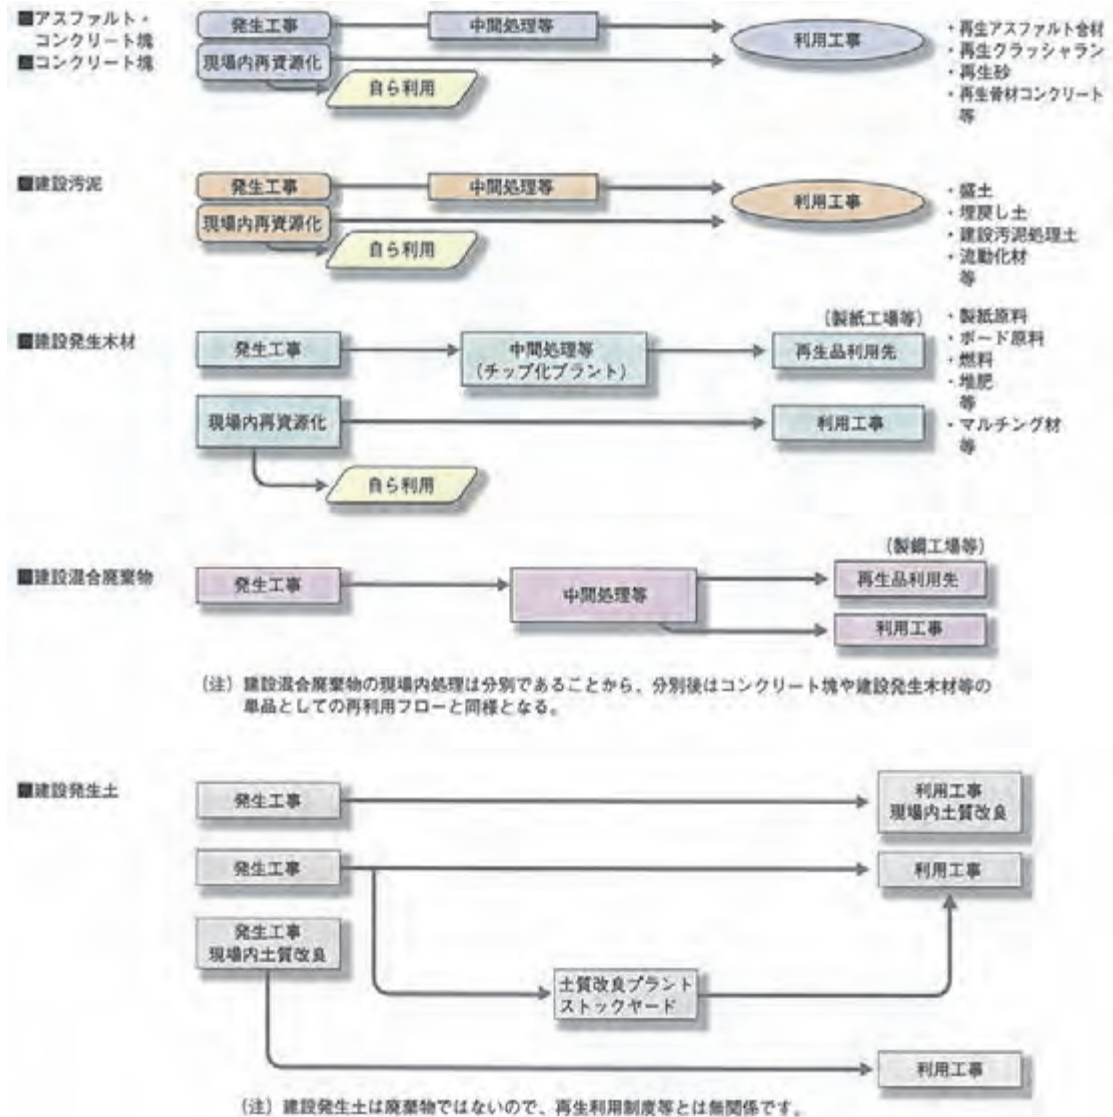 ■アスファルト・
コンクリート塊
■コンクリート塊
発生工事
中間処理等
利用工事
現場内再資源化
自ら利用
・再生アスファルト合材
・再生クラッシャラン
・再生砂
・再生骨材コンクリート
等
■建設汚泥
発生工事
中間処理等
利用工事
現場内再資源化
自ら利用
・盛土
・埋戻し土
・建設汚泥処理土
・流動化材
等
■建設発生木材
発生工事
中間処理等
(チップ化プラント)
(製紙工場等)
再生品利用先
・製紙原料
・ボード原料
・燃料
・堆肥
等
現場内再資源化
利用工事
・マルチング材
等
自ら利用
■建設混合廃棄物
発生工事
中間処理等
(製鋼工場等)
再生品利用先
利用工事
(注) 建設混合廃棄物の現場内処理は分別であることから、分別後はコンクリート塊や建設発生木材等の
単品としての再利用フローと同様となる。
■建設発生土
発生工事
利用工事
現場内土質改良
発生工事
利用工事
発生工事
現場内土質改良
土質改良プラント
ストックヤード
利用工事
(注) 建設発生土は廃棄物ではないので、再生利用制度等とは無関係です。